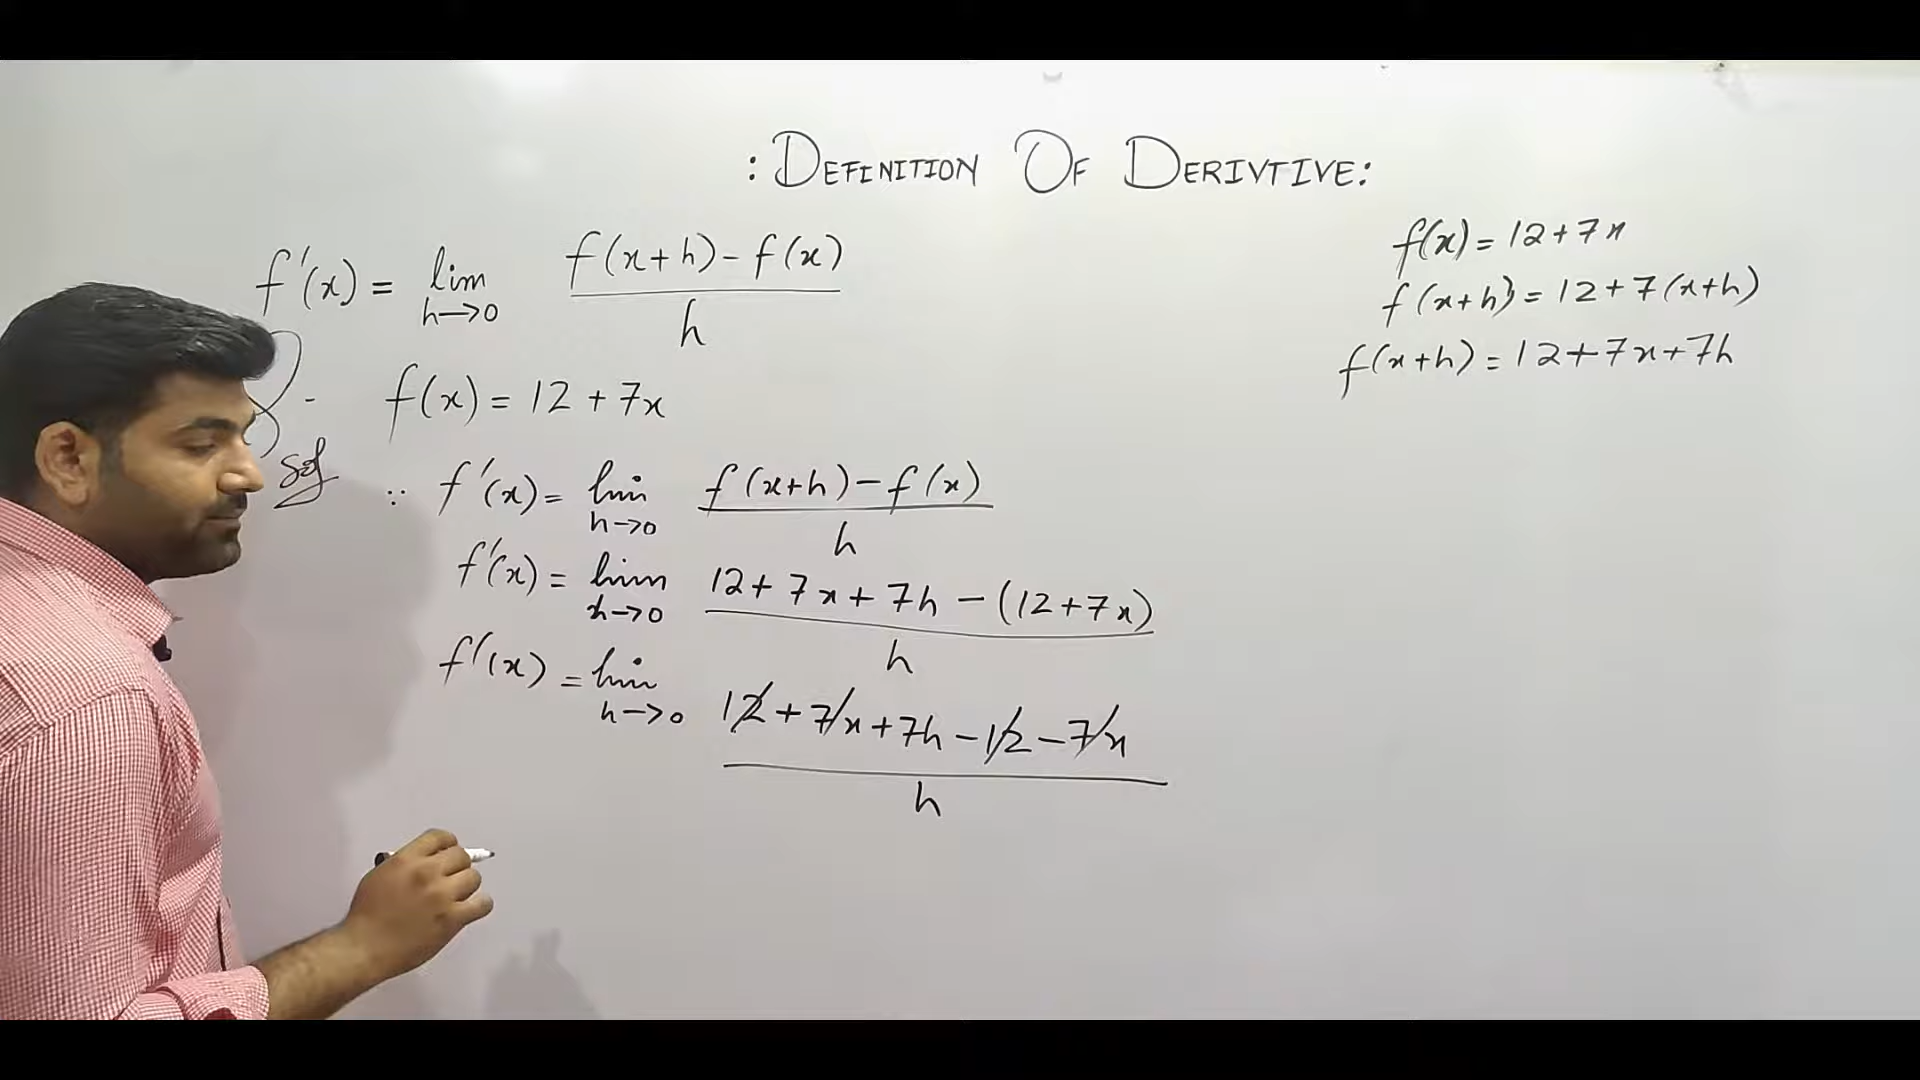 : DEFINITION OF DERIVTIVE:
f'(x) = lim h→0 f(x+h) - f(x) / h
f(x) = 12 + 7x
Sol
∵ f'(x) = lim h→0 f(x+h) - f(x) / h
f'(x) = lim h→0 12 + 7x + 7h - (12 + 7x) / h
f'(x) = lim h→0 12 + 7x + 7h - 12 - 7x / h
f(x) = 12 + 7x
f(x+h) = 12 + 7(x+h)
f(x+h) = 12 + 7x + 7h